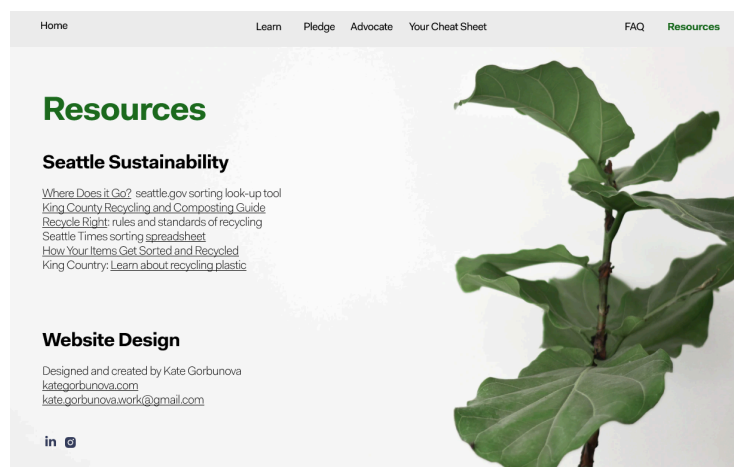 Home Learn Pledge Advocate Your Cheat Sheet FAQ Resources
Resources
Seattle Sustainability
Where Does it Go? seattle.gov sorting look-up tool
King County Recycling and Composting Guide
Recycle Right: rules and standards of recycling
Seattle Times sorting spreadsheet
How Your Items Get Sorted and Recycled
King Country: Learn about recycling plastic
Website Design
Designed and created by Kate Gorbunova
kategorbunova.com
kate.gorbunova.work@gmail.com
in